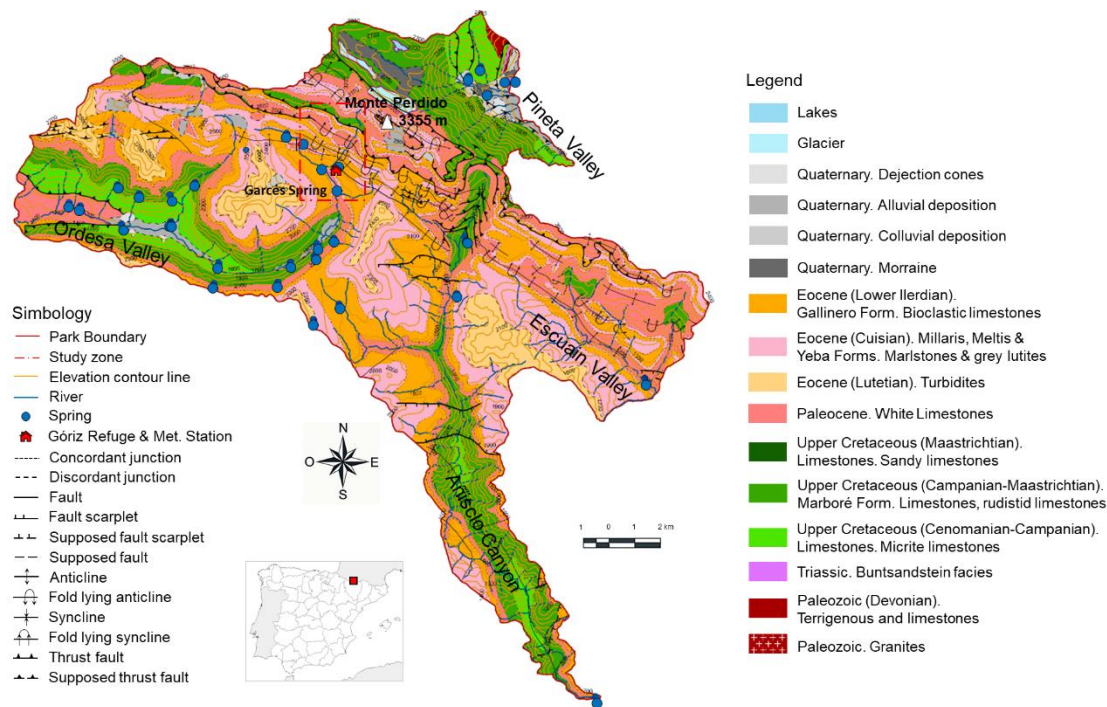 Monte Perdido
3355 m
Pineta Valley
Garcés Spring
Ordesa Valley
Escuain Valley
Añisclo Canyon
Simbology
Park Boundary
Study zone
Elevation contour line
River
Spring
Góriz Refuge & Met. Station
Concordant junction
Discordant junction
Fault
Fault scarplet
Supposed fault scarplet
Supposed fault
Anticline
Fold lying anticline
Syncline
Fold lying syncline
Thrust fault
Supposed thrust fault
N
O
E
S
1 0 1 2 km
Legend
Lakes
Glacier
Quaternary. Dejection cones
Quaternary. Alluvial deposition
Quaternary. Colluvial deposition
Quaternary. Morraine
Eocene (Lower Ilerdian).
Gallinero Form. Bioclastic limestones
Eocene (Cuisian). Millaris, Meltis &
Yeba Forms. Marlstones & grey lutites
Eocene (Lutetian). Turbidites
Paleocene. White Limestones
Upper Cretaceous (Maastrichtian).
Limestones. Sandy limestones
Upper Cretaceous (Campanian-Maastrichtian).
Marboré Form. Limestones, rudistid limestones
Upper Cretaceous (Cenomanian-Campanian).
Limestones. Micrite limestones
Triassic. Buntsandstein facies
Paleozoic (Devonian).
Terrigenous and limestones
Paleozoic. Granites